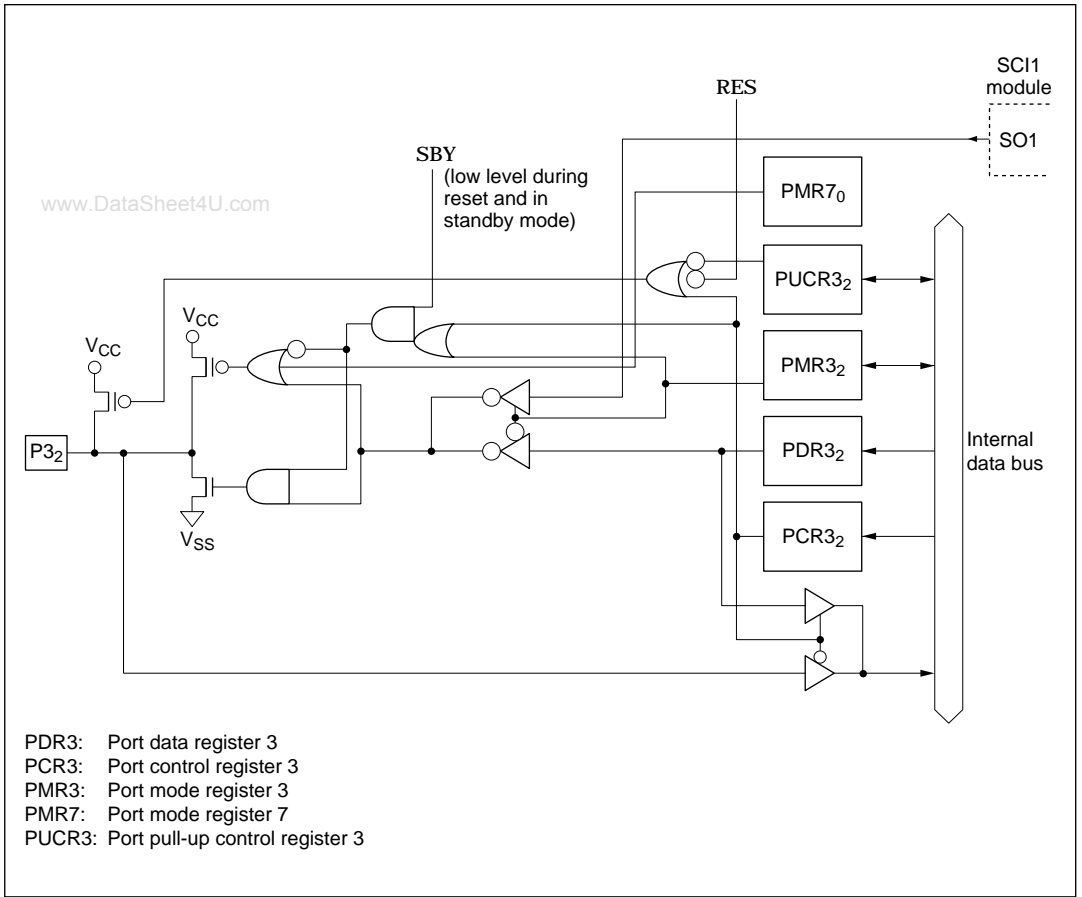 SCI1
module
RES
SO1
SBY
(low level during
reset and in
standby mode)
PMR7₀
www.DataSheet4U.com
PUCR3₂
VCC
VCC
PMR3₂
P3₂
PDR3₂
Internal
data bus
VSS
PCR3₂
PDR3: Port data register 3
PCR3: Port control register 3
PMR3: Port mode register 3
PMR7: Port mode register 7
PUCR3: Port pull-up control register 3